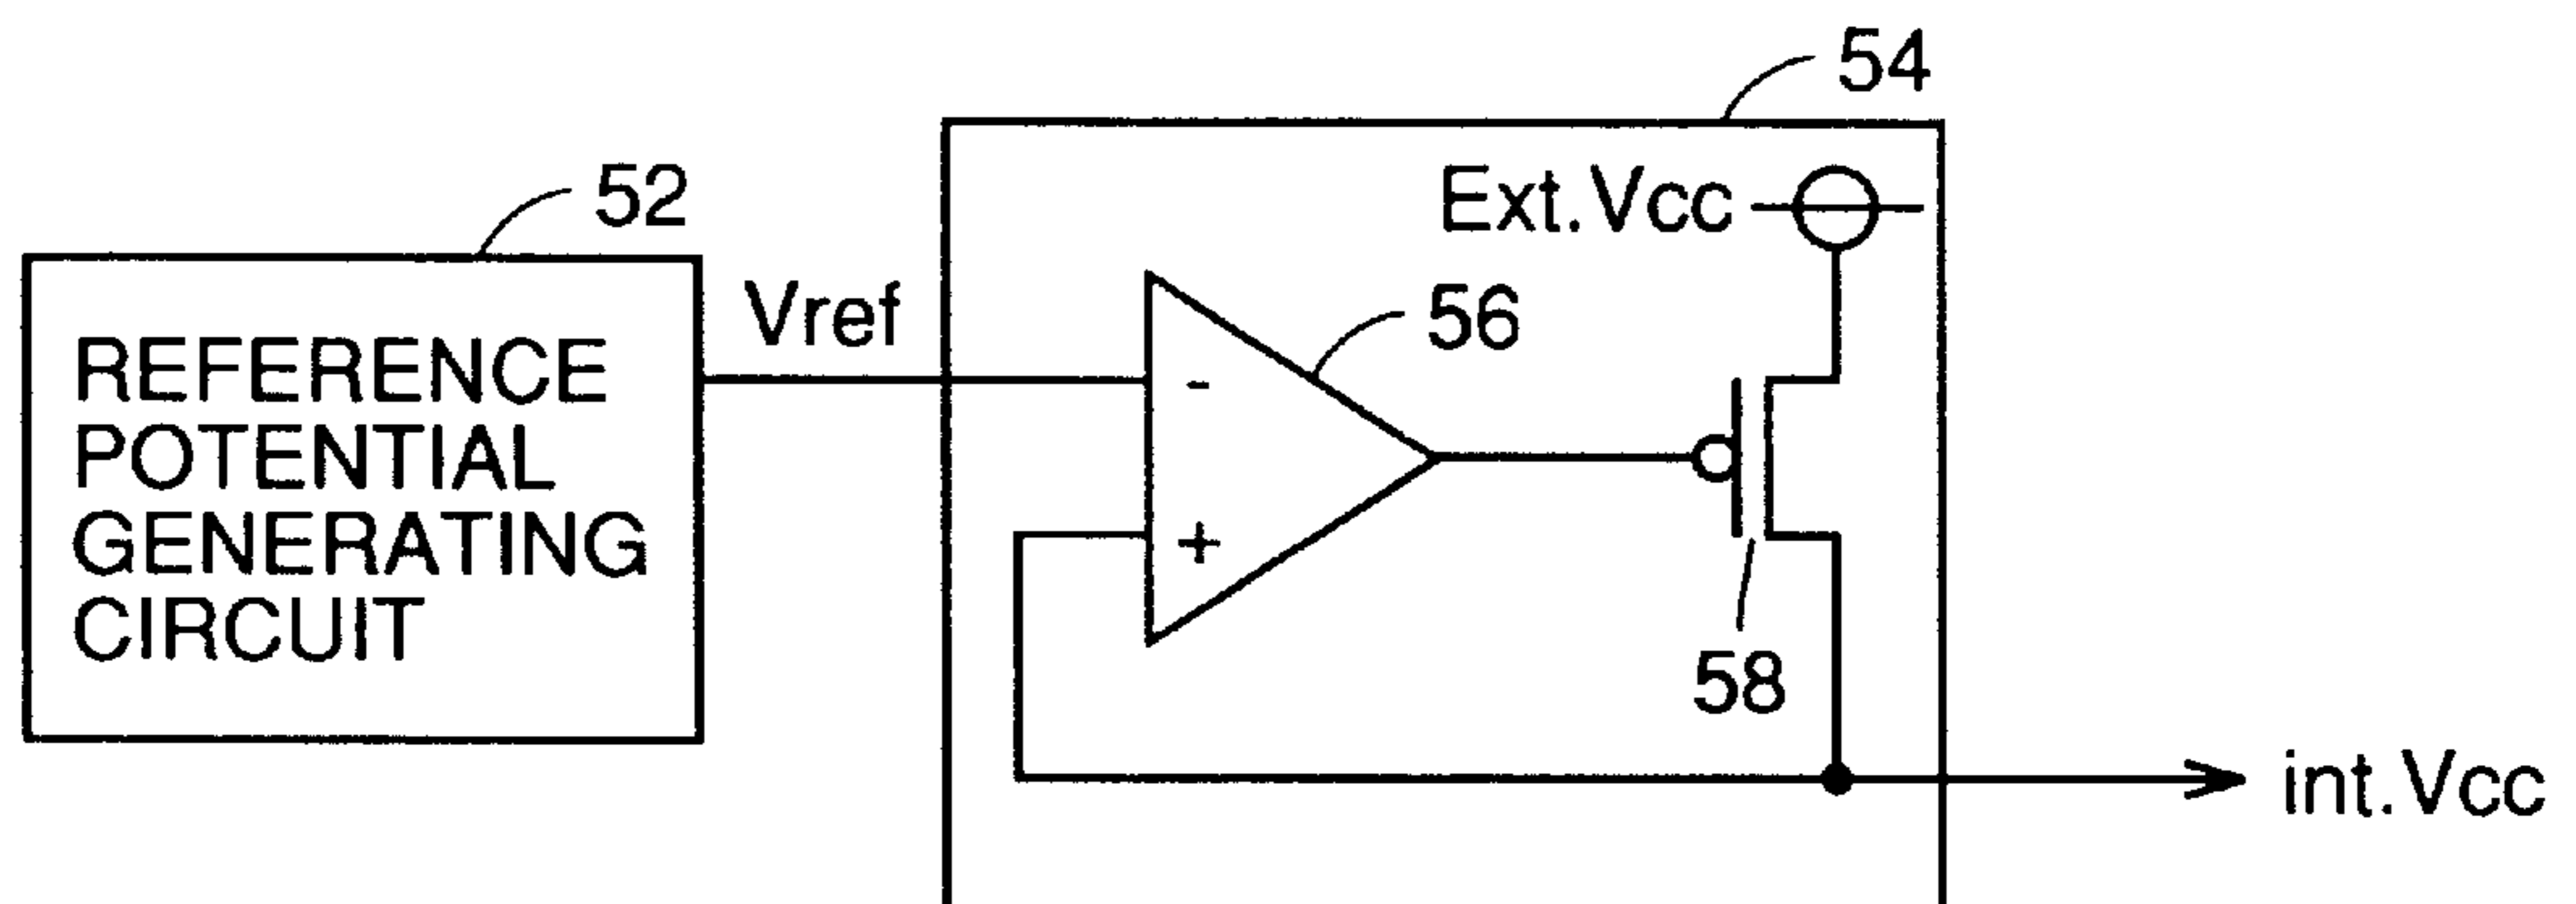 54
52
Ext.Vcc
Vref
56
-
REFERENCE
POTENTIAL
GENERATING
CIRCUIT
+
58
int.Vcc